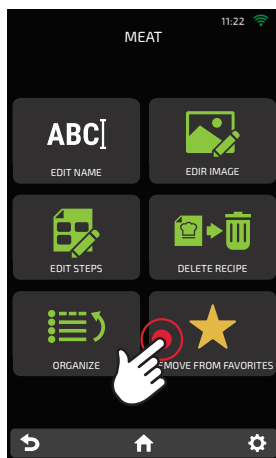 11:22
MEAT
ABC
EDIT NAME
EDIR IMAGE
EDIT STEPS
DELETE RECIPE
ORGANIZE
EMOVE FROM FAVORITES